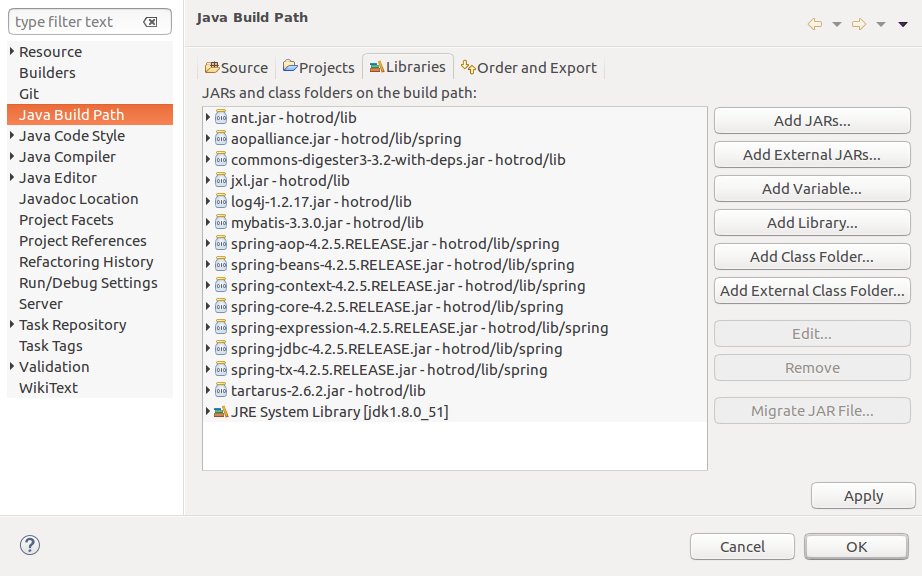 type filter text
Resource
Builders
Git
Java Build Path
Java Code Style
Java Compiler
Java Editor
Javadoc Location
Project Facets
Project References
Refactoring History
Run/Debug Settings
Server
Task Repository
Task Tags
Validation
WikiText
Java Build Path
Source Projects Libraries Order and Export
JARs and class folders on the build path:
ant.jar - hotrod/lib
aopalliance.jar - hotrod/lib/spring
commons-digester3-3.2-with-deps.jar - hotrod/lib
jxl.jar - hotrod/lib
log4j-1.2.17.jar - hotrod/lib
mybatis-3.3.0.jar - hotrod/lib
spring-aop-4.2.5.RELEASE.jar - hotrod/lib/spring
spring-beans-4.2.5.RELEASE.jar - hotrod/lib/spring
spring-context-4.2.5.RELEASE.jar - hotrod/lib/spring
spring-core-4.2.5.RELEASE.jar - hotrod/lib/spring
spring-expression-4.2.5.RELEASE.jar - hotrod/lib/spring
spring-jdbc-4.2.5.RELEASE.jar - hotrod/lib/spring
spring-tx-4.2.5.RELEASE.jar - hotrod/lib/spring
tartarus-2.6.2.jar - hotrod/lib
JRE System Library [jdk1.8.0_51]
Add JARs...
Add External JARs...
Add Variable...
Add Library...
Add Class Folder...
Add External Class Folder...
Edit...
Remove
Migrate JAR File...
Apply
?
Cancel
OK